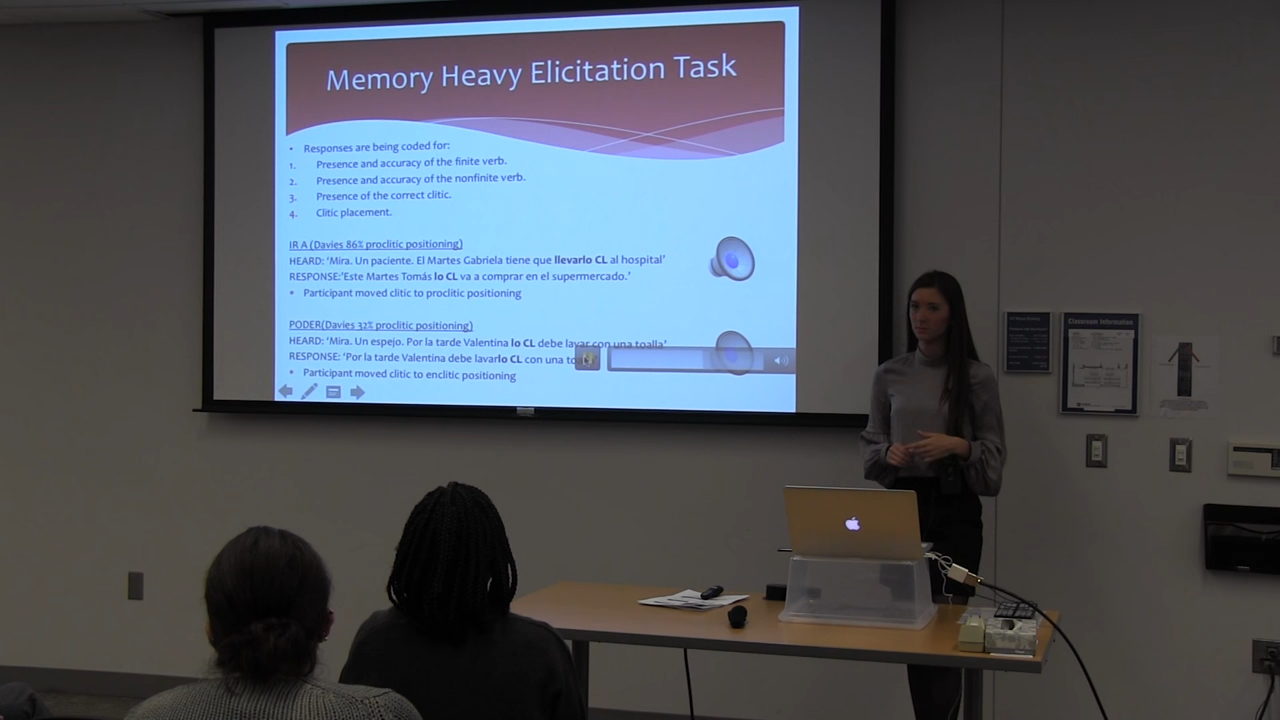 Memory Heavy Elicitation Task
• Responses are being coded for:
1. Presence and accuracy of the finite verb.
2. Presence and accuracy of the nonfinite verb.
3. Presence of the correct clitic.
4. Clitic placement.
IR A (Davies 86% proclitic positioning)
HEARD: 'Mira. Un paciente. El Martes Gabriela tiene que llevarlo CL al hospital'
RESPONSE:'Este Martes Tomás lo CL va a comprar en el supermercado.'
• Participant moved clitic to proclitic positioning
PODER(Davies 32% proclitic positioning)
HEARD: 'Mira. Un espejo. Por la tarde Valentina lo CL debe lavar con una toalla'
RESPONSE: 'Por la tarde Valentina debe lavarlo CL con una
• Participant moved clitic to enclitic positioning
Classroom Information